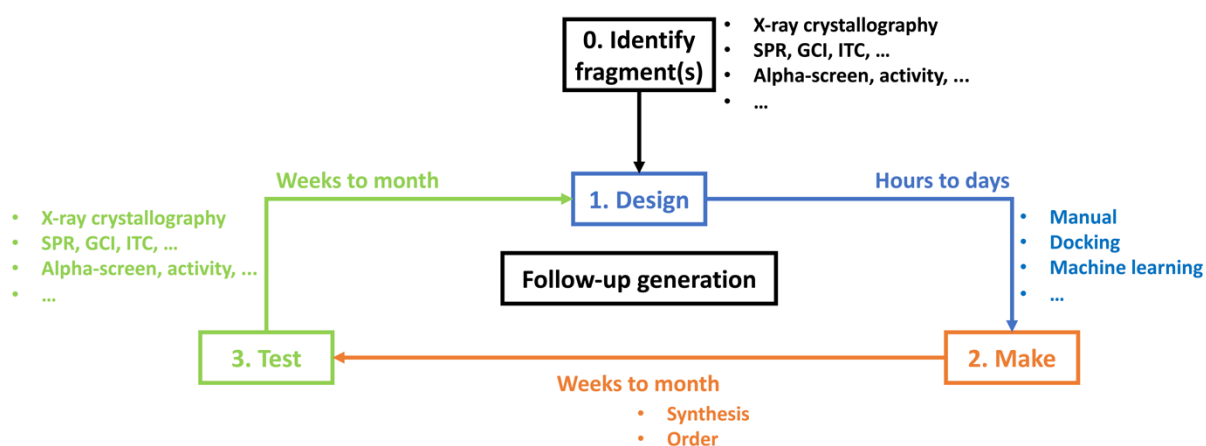 0. Identify
fragment(s)
• X-ray crystallography
• SPR, GCI, ITC, …
• Alpha-screen, activity, ...
• …
Weeks to month
1. Design
Hours to days
• X-ray crystallography
• SPR, GCI, ITC, …
• Alpha-screen, activity, ...
• …
Follow-up generation
• Manual
• Docking
• Machine learning
• …
3. Test
2. Make
Weeks to month
• Synthesis
• Order